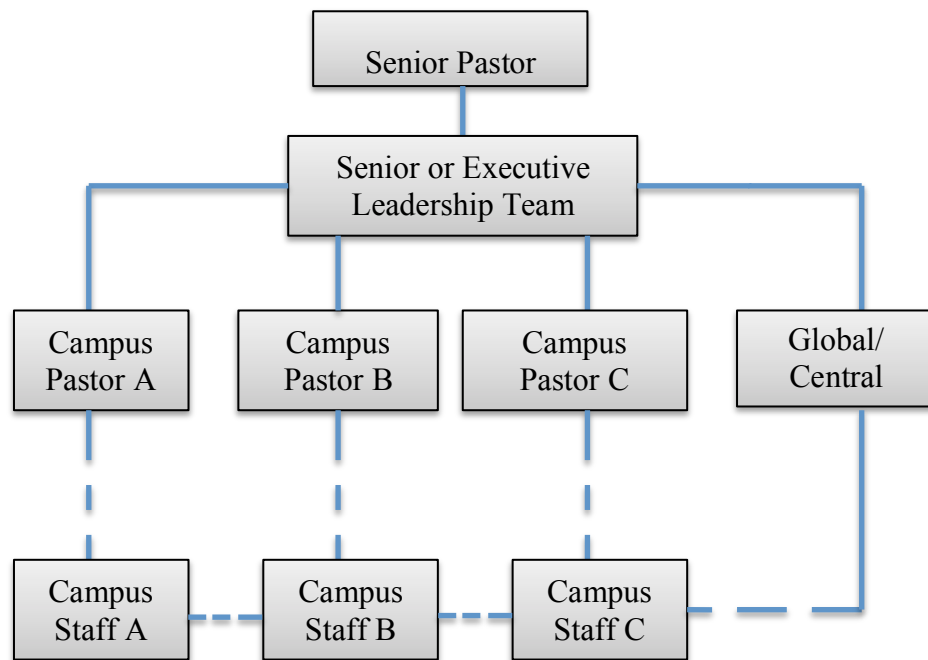 Senior Pastor
Senior or Executive
Leadership Team
Campus
Pastor A
Campus
Pastor B
Campus
Pastor C
Global/
Central
Campus
Staff A
Campus
Staff B
Campus
Staff C